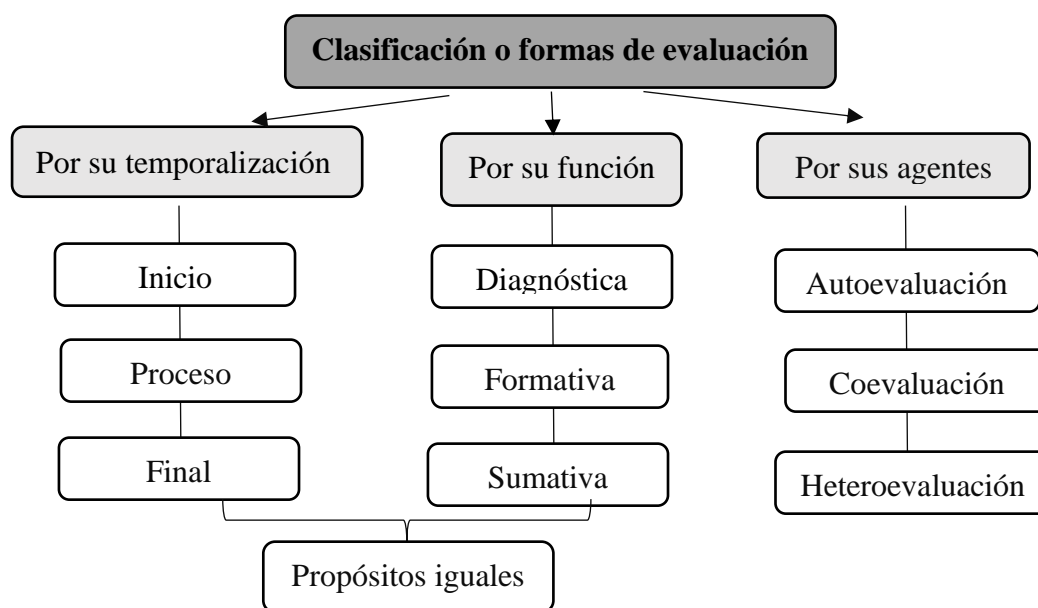 Clasificación o formas de evaluación
Por su temporalización
Por su función
Por sus agentes
Inicio
Diagnóstica
Autoevaluación
Proceso
Formativa
Coevaluación
Final
Sumativa
Heteroevaluación
Propósitos iguales